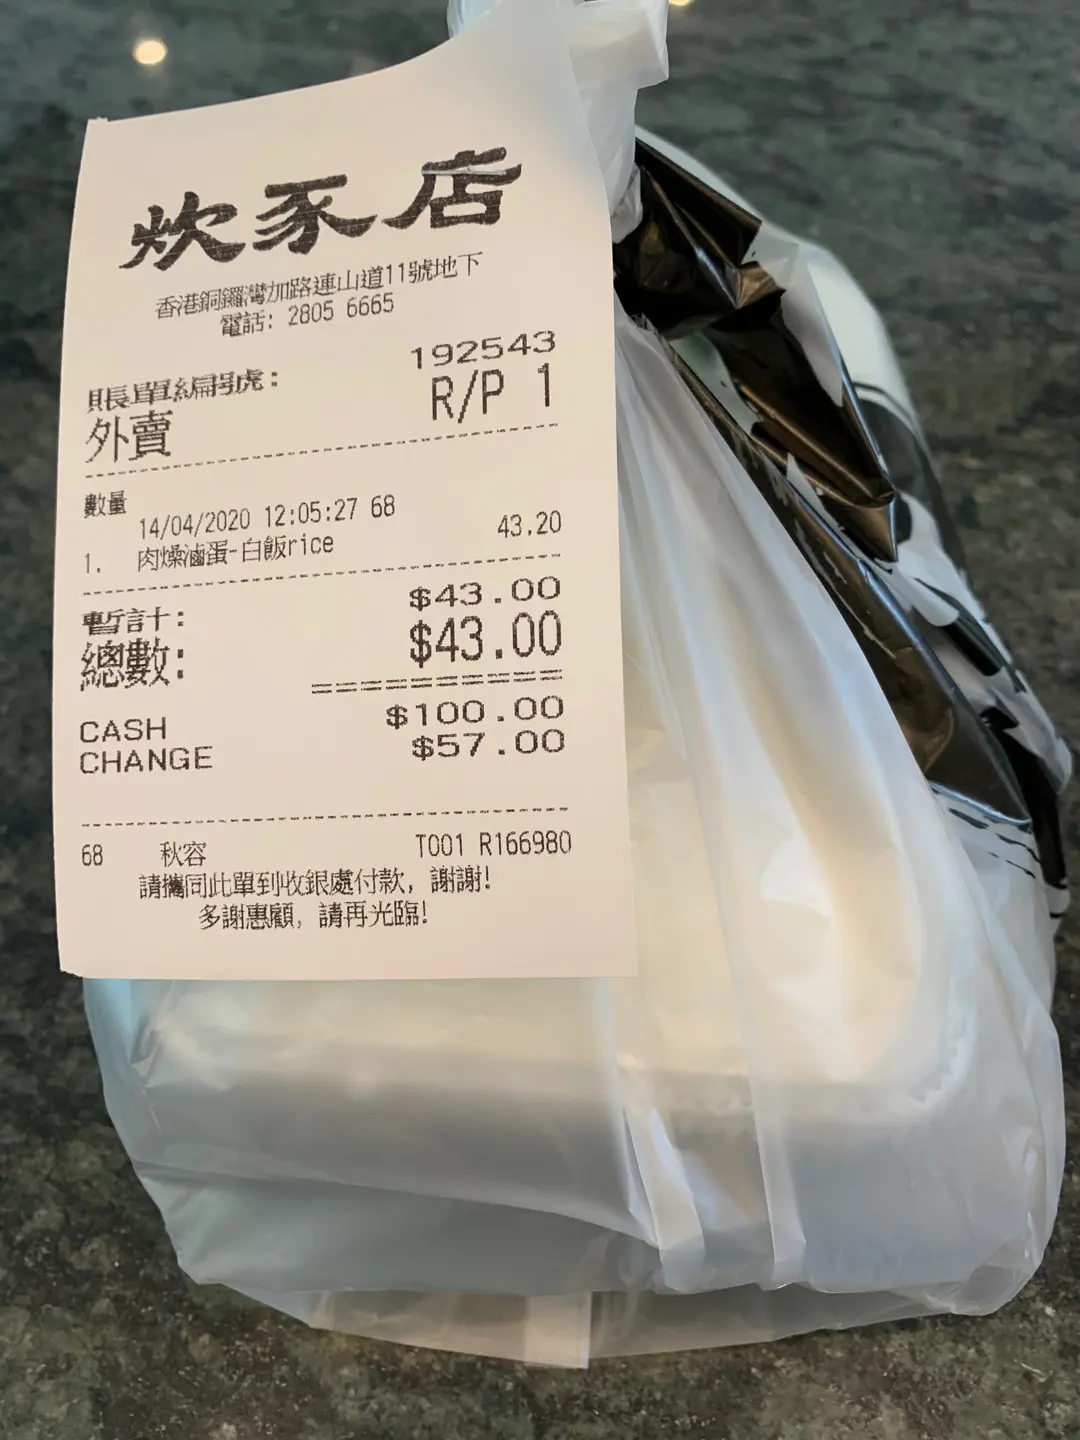 炊豕店
香港銅鑼灣加路連山道11號地下
電話: 2805 6665
賬單編號: 192543
外賣 R/P 1
數量
14/04/2020 12:05:27 68
1. 肉燥滷蛋-白飯rice 43.20
暫計: $43.00
總數: $43.00
==========
CASH $100.00
CHANGE $57.00
68 秋容 T001 R166980
請攜同此單到收銀處付款, 謝謝!
多謝惠顧, 請再光臨!